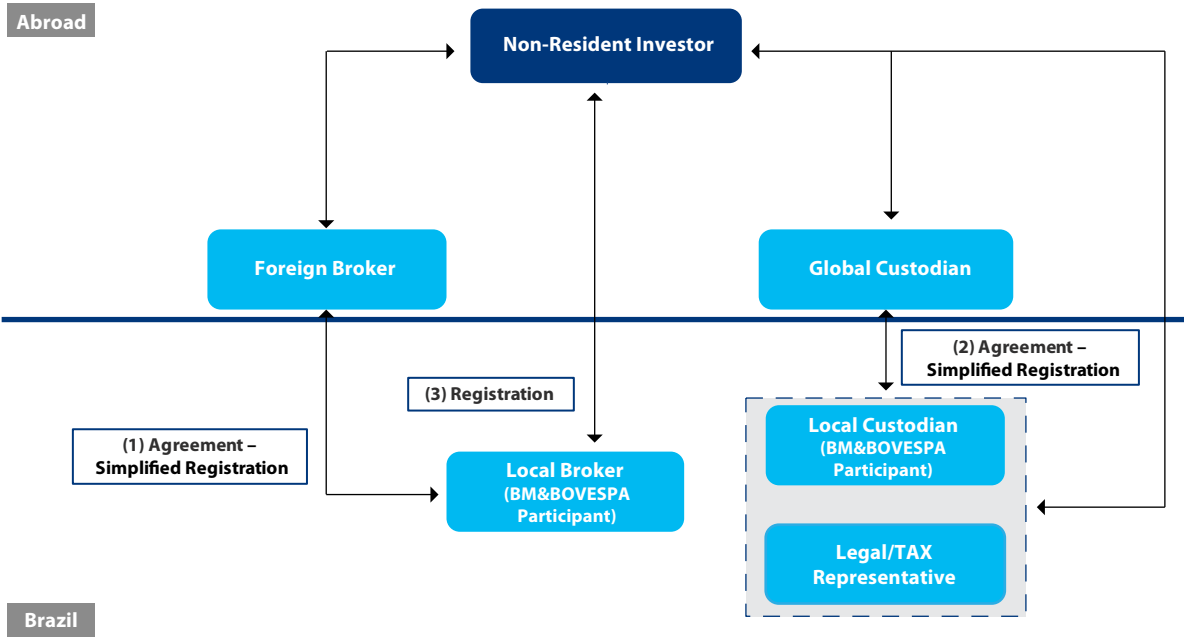 Abroad
Non-Resident Investor
Foreign Broker
Global Custodian
(2) Agreement –
Simplified Registration
(3) Registration
(1) Agreement –
Simplified Registration
Local Broker
(BM&BOVESPA
Participant)
Local Custodian
(BM&BOVESPA
Participant)
Legal/TAX
Representative
Brazil